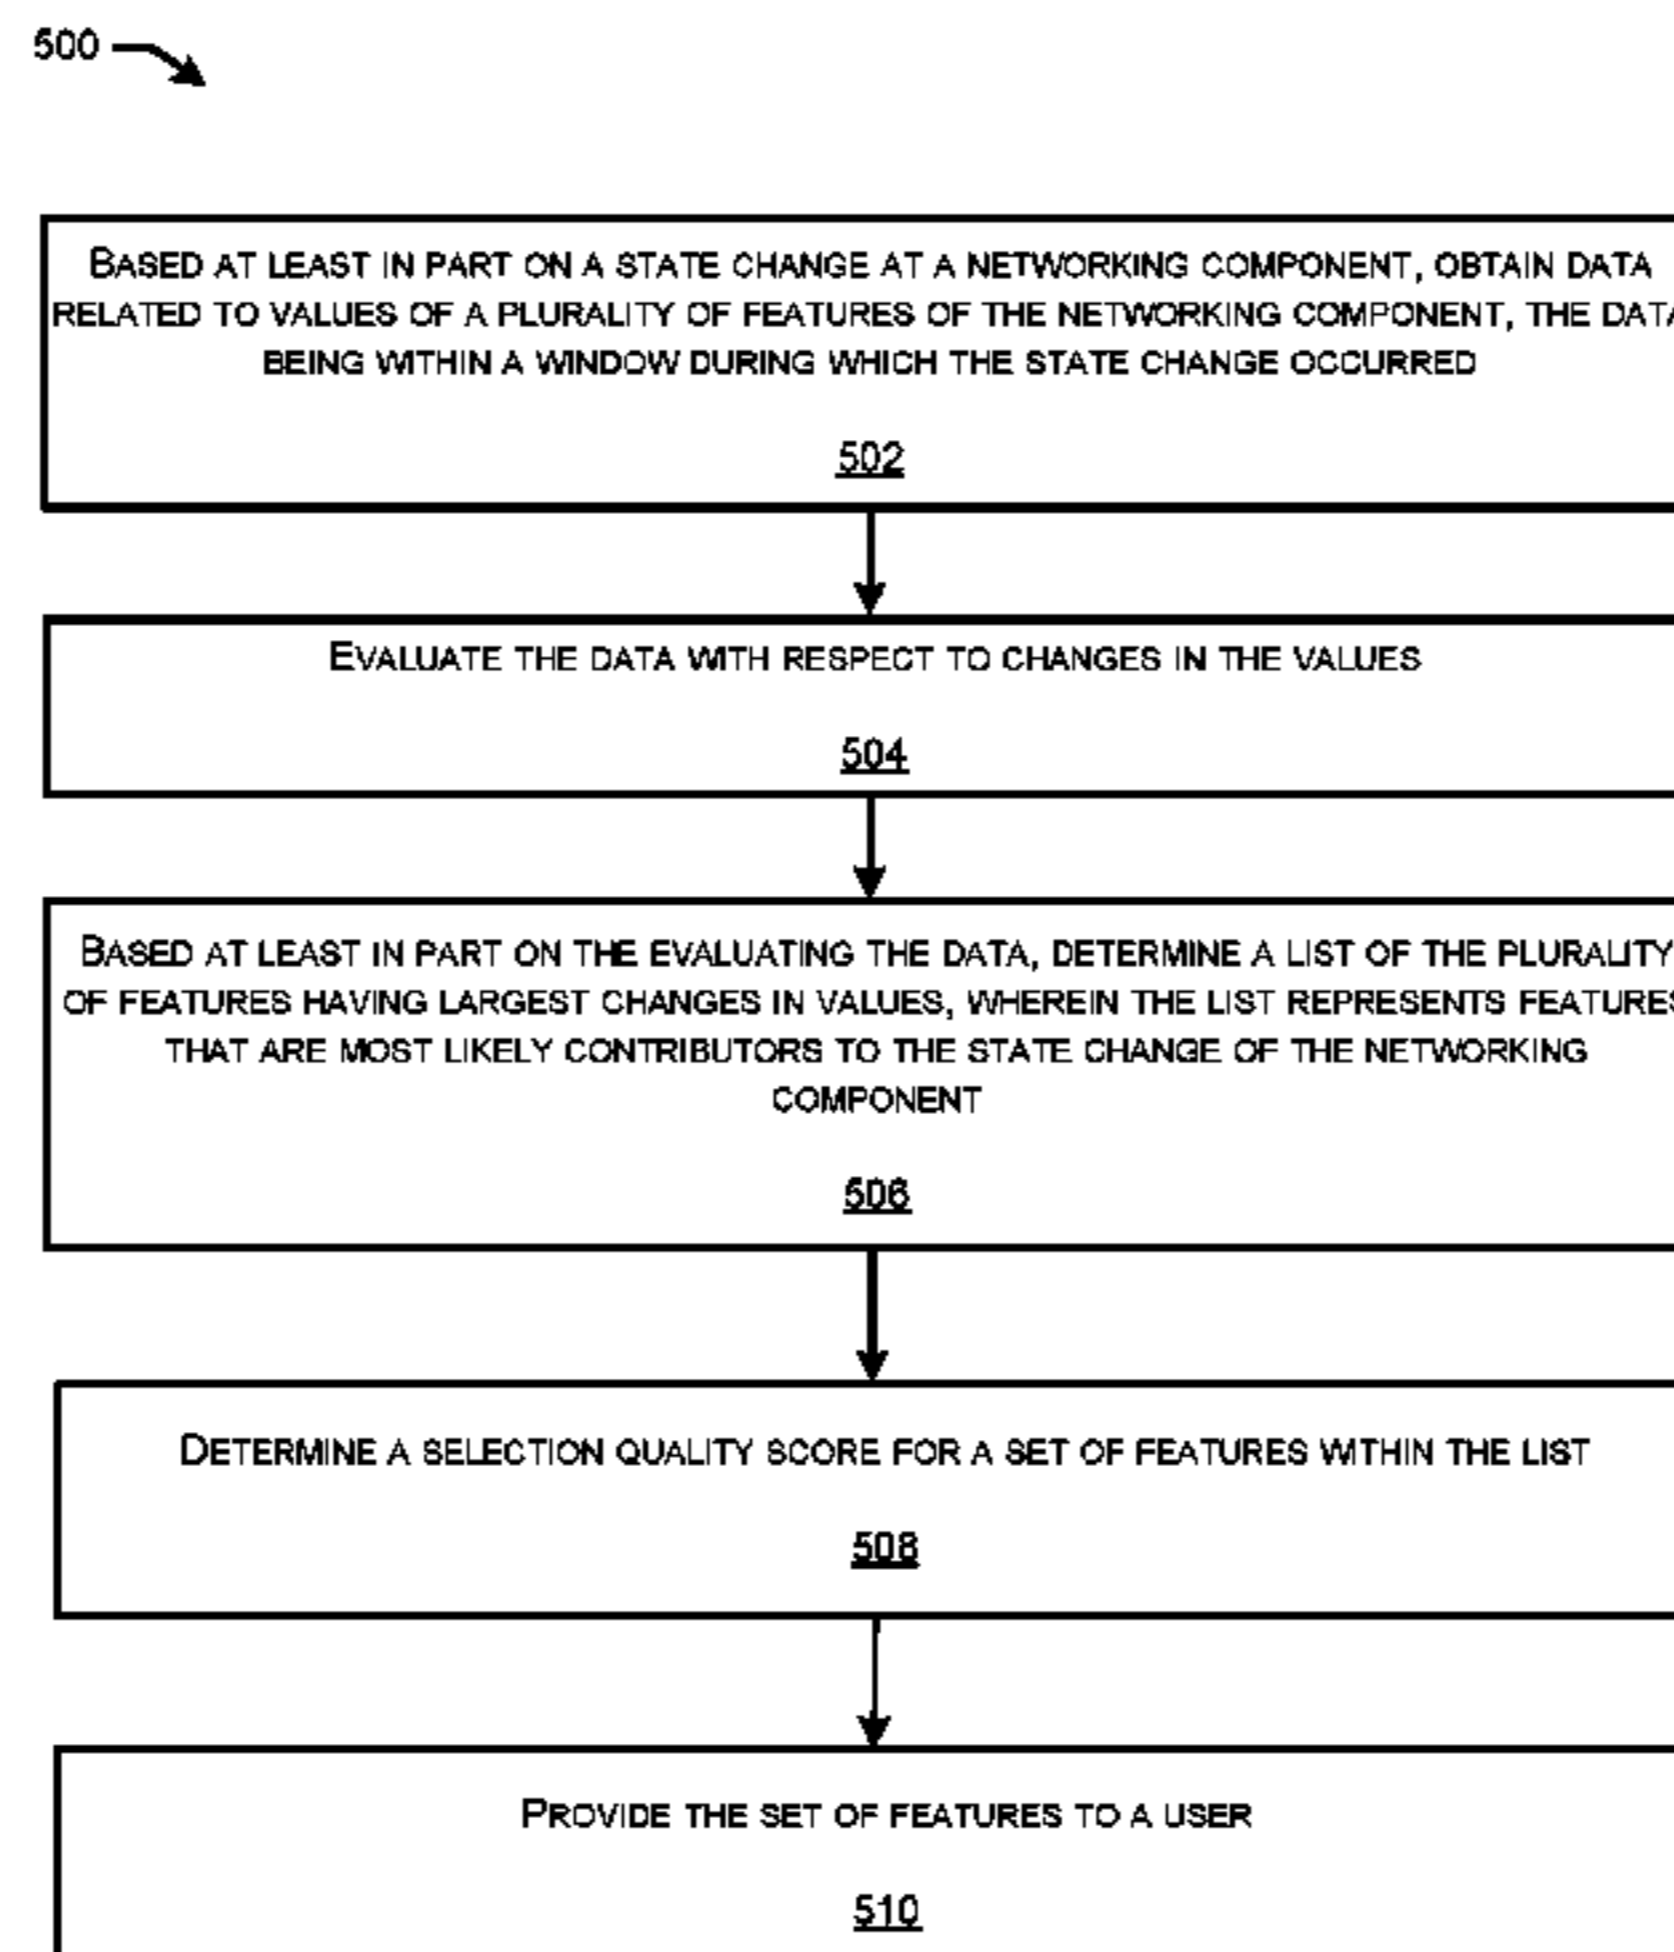 500
BASED AT LEAST IN PART ON A STATE CHANGE AT A NETWORKING COMPONENT, OBTAIN DATA
RELATED TO VALUES OF A PLURALITY OF FEATURES OF THE NETWORKING COMPONENT, THE DATA
BEING WITHIN A WINDOW DURING WHICH THE STATE CHANGE OCCURRED
502
EVALUATE THE DATA WITH RESPECT TO CHANGES IN THE VALUES
504
BASED AT LEAST IN PART ON THE EVALUATING THE DATA, DETERMINE A LIST OF THE PLURALITY
OF FEATURES HAVING LARGEST CHANGES IN VALUES, WHEREIN THE LIST REPRESENTS FEATURES
THAT ARE MOST LIKELY CONTRIBUTORS TO THE STATE CHANGE OF THE NETWORKING
COMPONENT
506
DETERMINE A SELECTION QUALITY SCORE FOR A SET OF FEATURES WITHIN THE LIST
508
PROVIDE THE SET OF FEATURES TO A USER
510